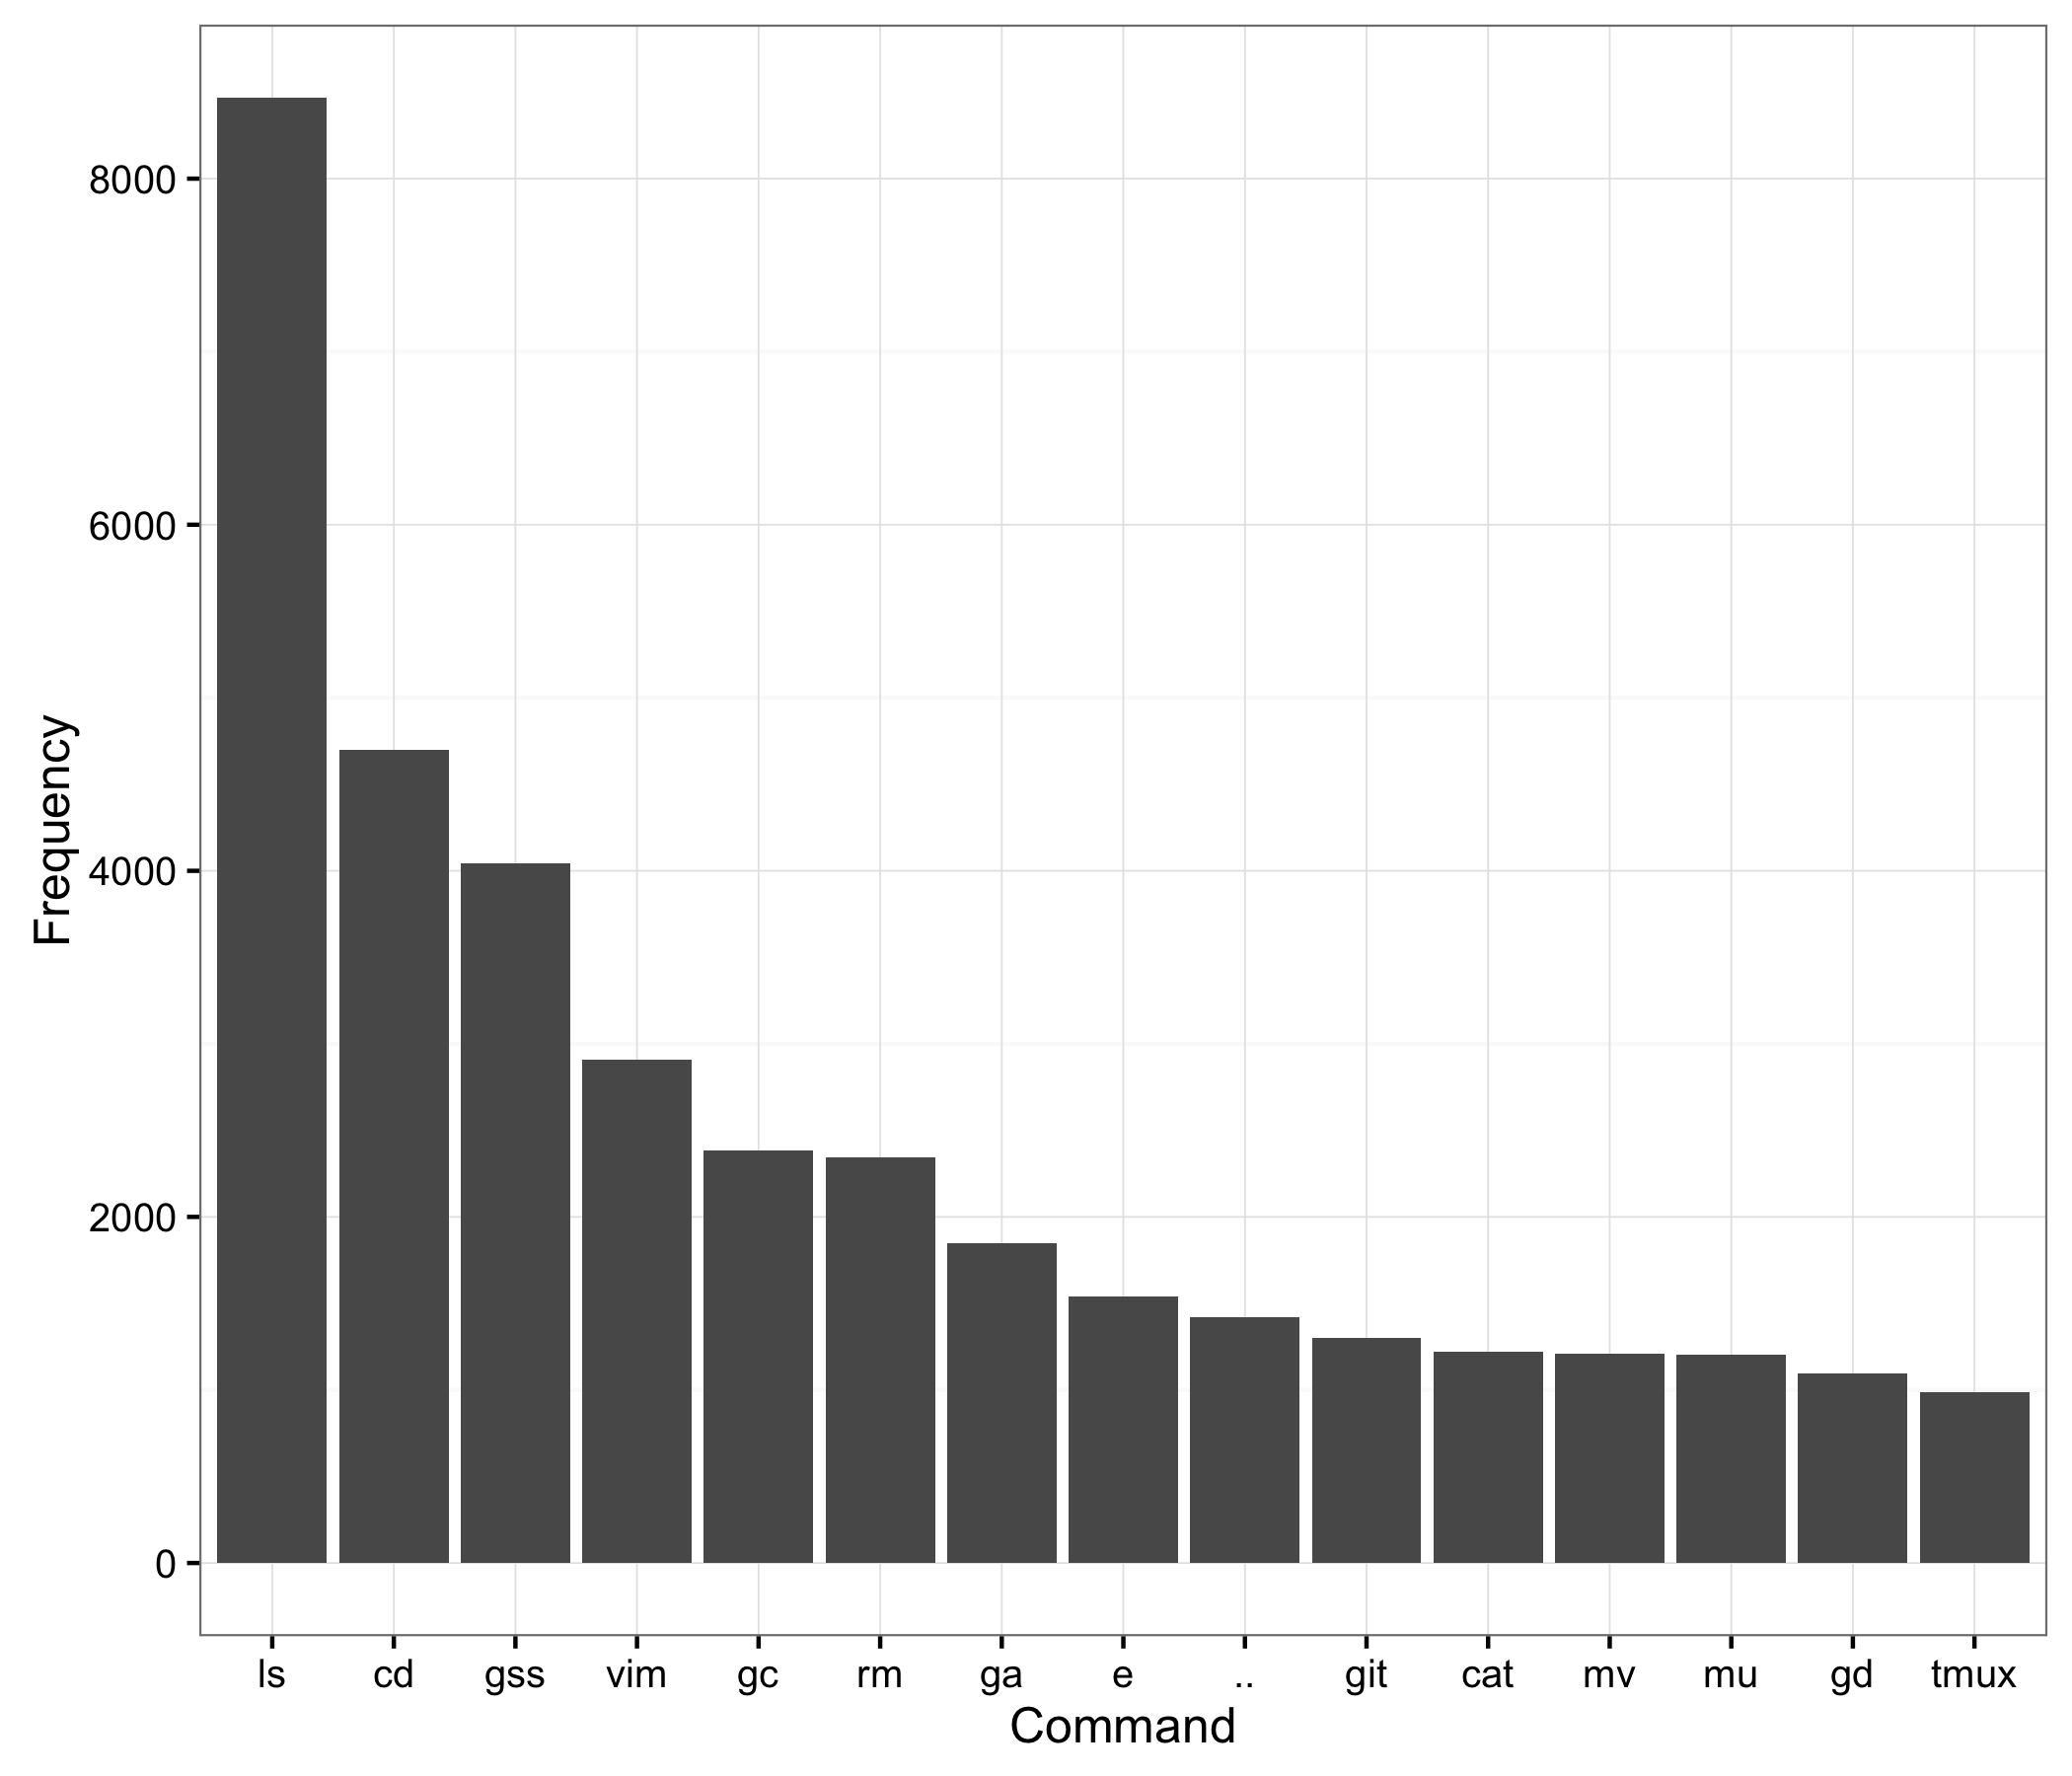 8000
6000
4000
2000
0
Frequency
ls cd gss vim gc rm ga e .. git cat mv mu gd tmux
Command